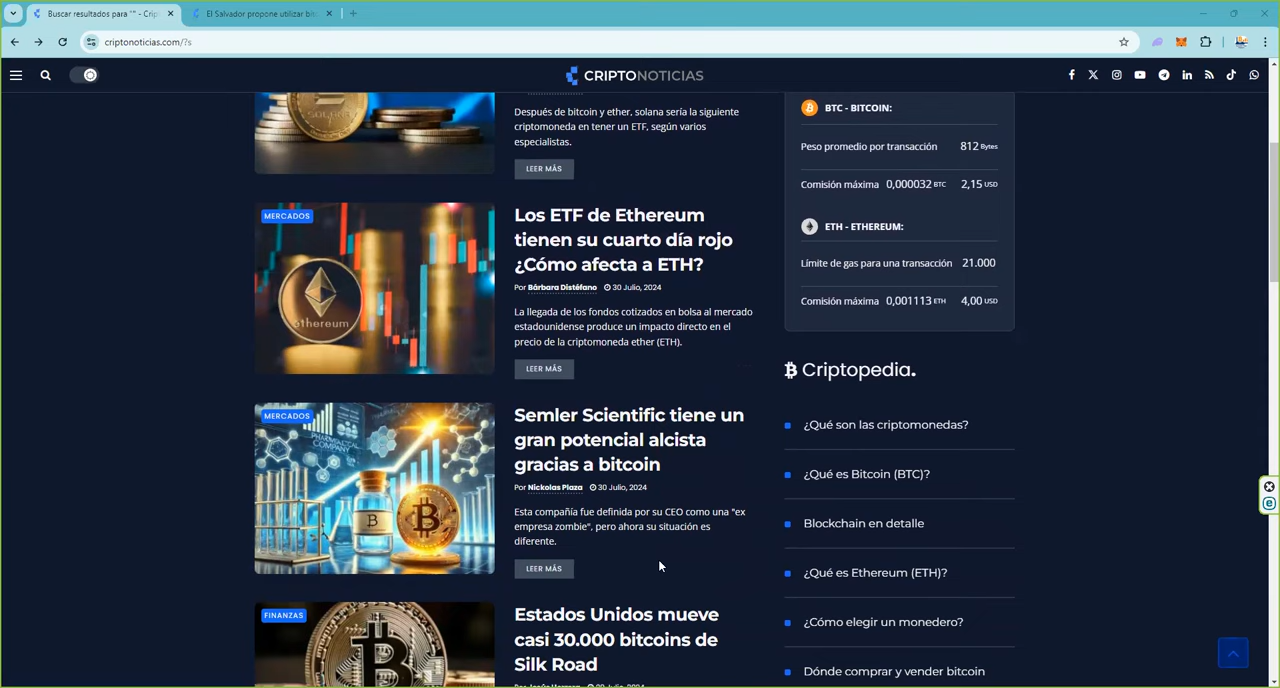 Buscar resultados para "" - Crip
El Salvador propone utilizar bit
criptonoticias.com/?s
CRIPTONOTICIAS
Después de bitcoin y ether, solana sería la siguiente
criptomoneda en tener un ETF, según varios
especialistas.
LEER MÁS
MERCADOS
Los ETF de Ethereum
tienen su cuarto día rojo
¿Cómo afecta a ETH?
Por Bárbara Distéfano 30 Julio, 2024
La llegada de los fondos cotizados en bolsa al mercado
estadounidense produce un impacto directo en el
precio de la criptomoneda ether (ETH).
LEER MÁS
ethereum
MERCADOS
PHARMACEUTICAL
COMPANY
Semler Scientific tiene un
gran potencial alcista
gracias a bitcoin
Por Nickolas Plaza 30 Julio, 2024
Esta compañía fue definida por su CEO como una "ex
empresa zombie", pero ahora su situación es
diferente.
LEER MÁS
FINANZAS
Estados Unidos mueve
casi 30.000 bitcoins de
Silk Road
BTC - BITCOIN:
Peso promedio por transacción 812 Bytes
Comisión máxima 0,000032 BTC 2,15 USD
ETH - ETHEREUM:
Límite de gas para una transacción 21.000
Comisión máxima 0,001113 ETH 4,00 USD
Criptopedia.
¿Qué son las criptomonedas?
¿Qué es Bitcoin (BTC)?
Blockchain en detalle
¿Qué es Ethereum (ETH)?
¿Cómo elegir un monedero?
Dónde comprar y vender bitcoin